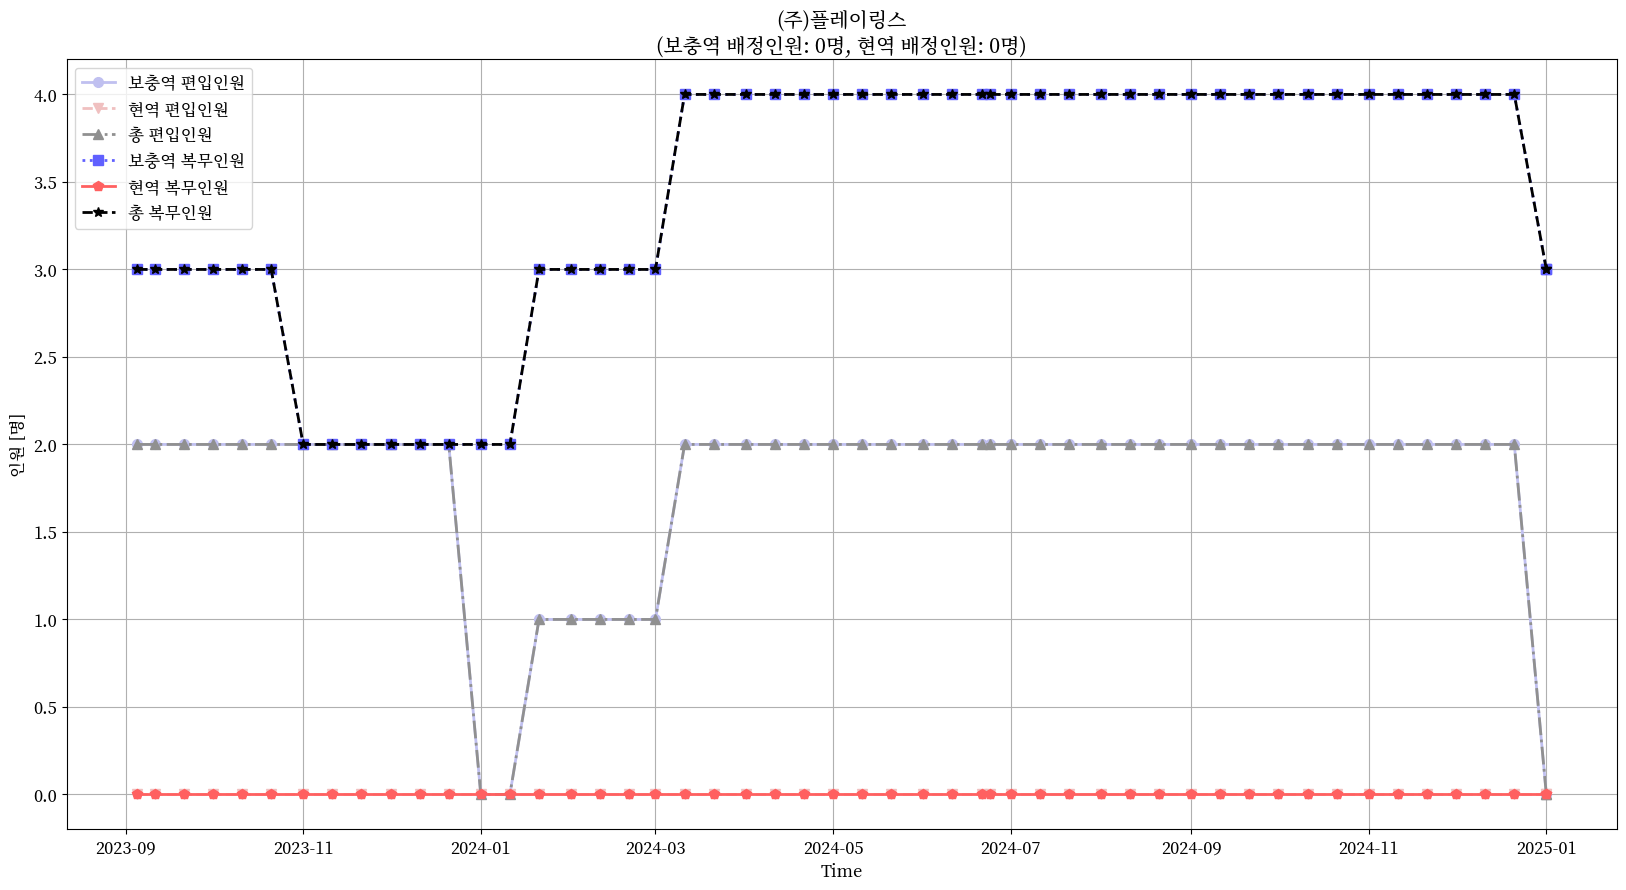 (주)플레이링스
(보충역 배정인원: 0명, 현역 배정인원: 0명)
보충역 편입인원
현역 편입인원
총 편입인원
보충역 복무인원
현역 복무인원
총 복무인원
4.0
3.5
3.0
2.5
2.0
1.5
1.0
0.5
0.0
인원 [명]
2023-09
2023-11
2024-01
2024-03
2024-05
2024-07
2024-09
2024-11
2025-01
Time